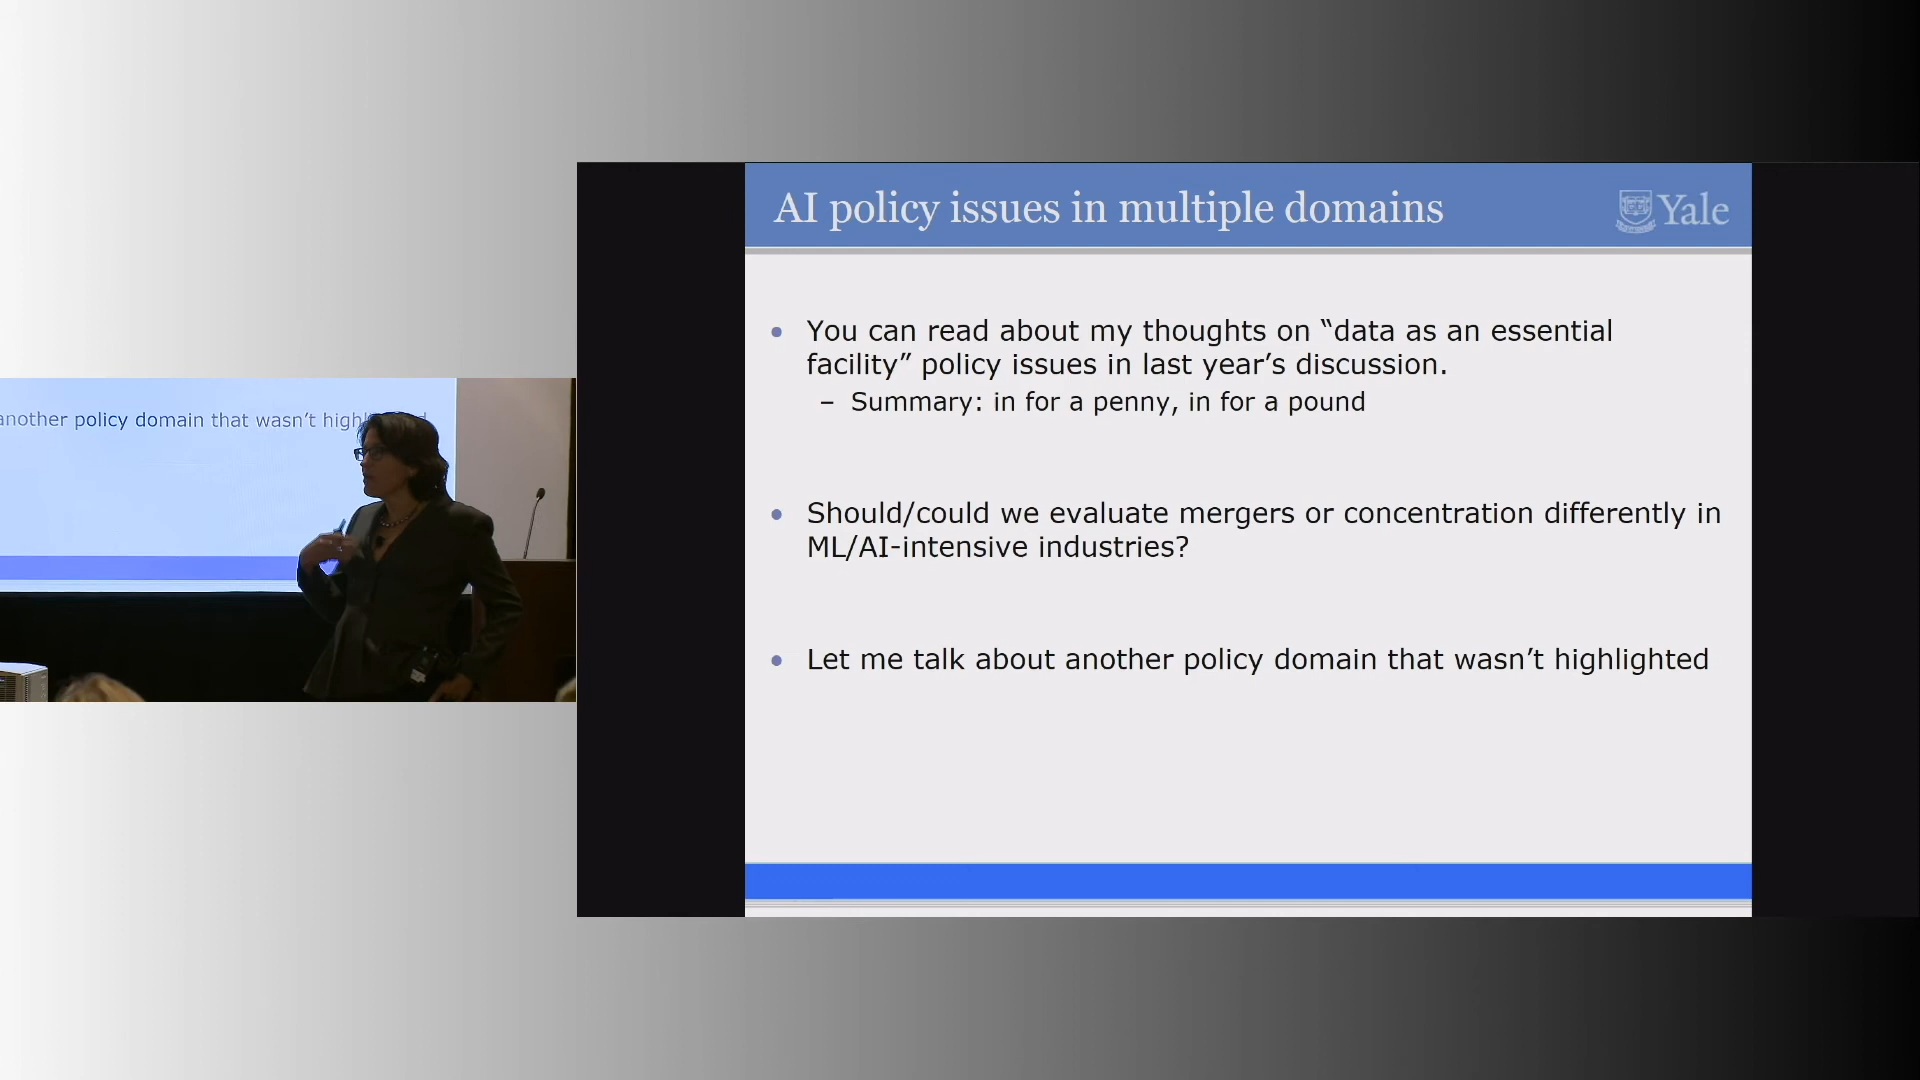 AI policy issues in multiple domains
Yale
• You can read about my thoughts on “data as an essential
facility” policy issues in last year’s discussion.
– Summary: in for a penny, in for a pound
• Should/could we evaluate mergers or concentration differently in
ML/AI-intensive industries?
• Let me talk about another policy domain that wasn’t highlighted
another policy domain that wasn’t high